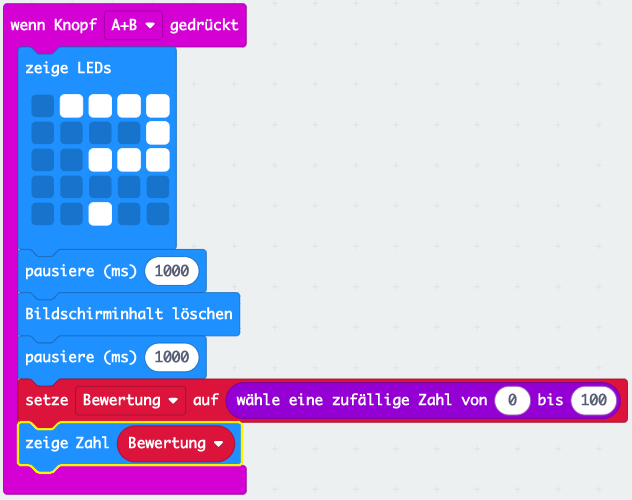 wenn Knopf A+B gedrückt
zeige LEDs
pausiere (ms) 1000
Bildschirminhalt löschen
pausiere (ms) 1000
setze Bewertung auf wähle eine zufällige Zahl von 0 bis 100
zeige Zahl Bewertung